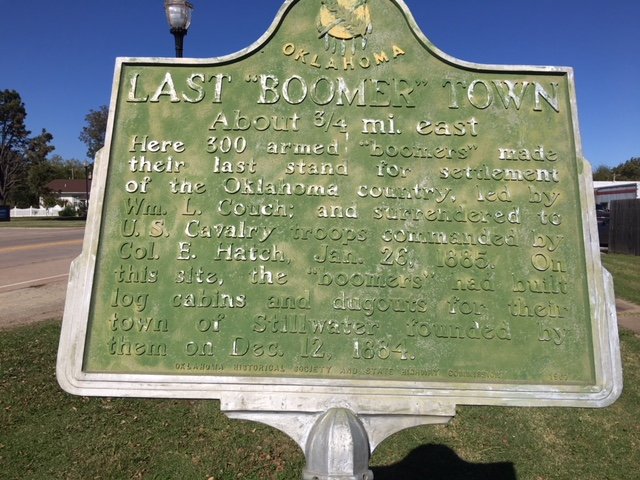 OKLAHOMA
LAST "BOOMER" TOWN
About 3/4 mi. east
Here 300 armed "boomers" made
their last stand for settlement
of the Oklahoma country, led by
Wm. L. Couch; and surrendered to
U. S. Cavalry troops commanded by
Col. E. Hatch, Jan. 26, 1885. On
this site, the "boomers" had built
log cabins and dugouts for their
town of Stillwater founded by
them on Dec. 12, 1884.
OKLAHOMA HISTORICAL SOCIETY AND STATE HIGHWAY COMMISSION